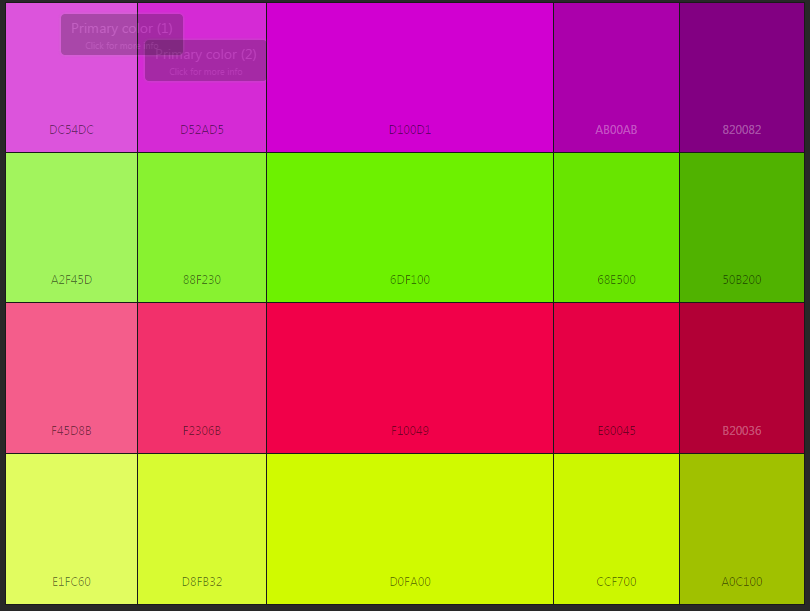 Primary color (1)
Click for more info
Primary color (2)
Click for more info
DC54DC D52AD5 D100D1 AB00AB 820082
A2F45D 88F230 6DF100 68E500 50B200
F45D8B F2306B F10049 E60045 B20036
E1FC60 D8FB32 D0FA00 CCF700 A0C100